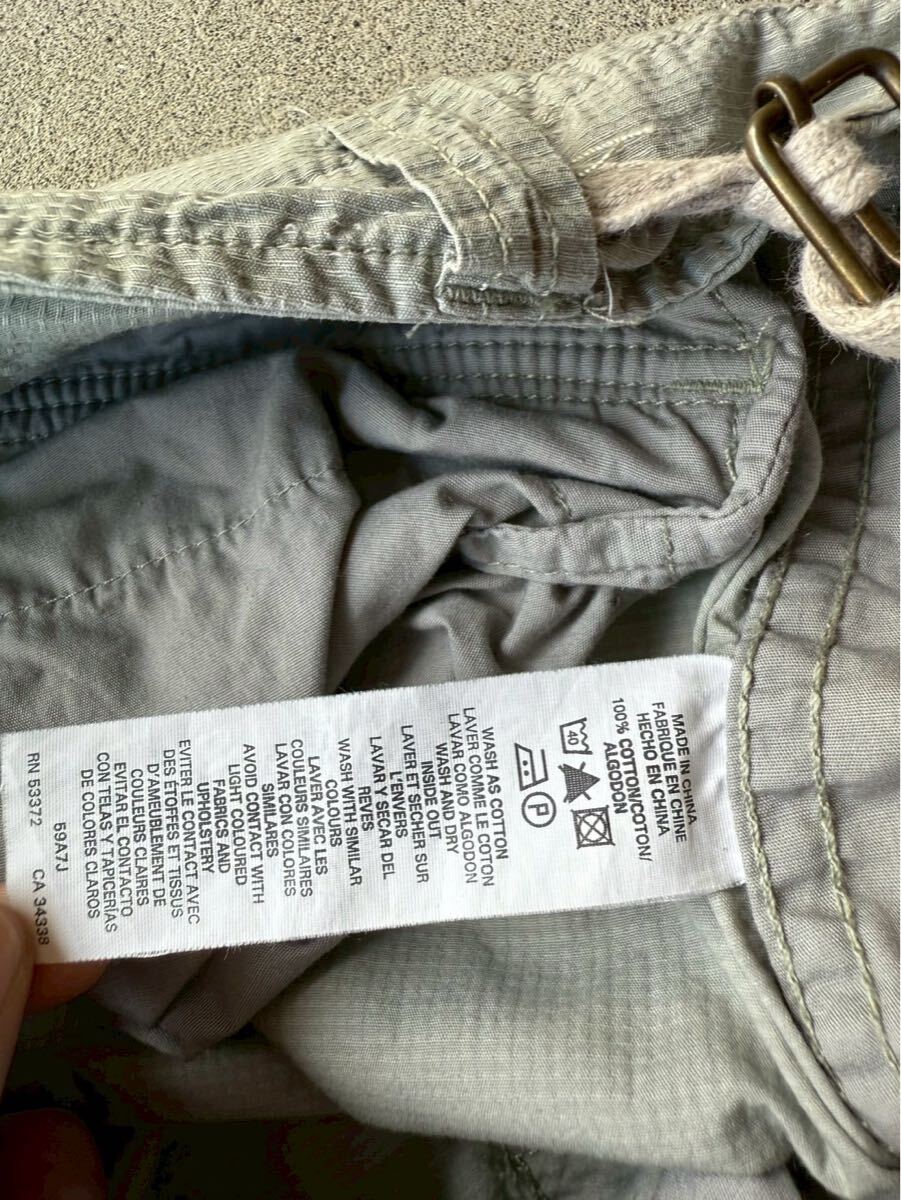 MADE IN CHINA
FABRIQUE EN CHINE
HECHO EN CHINA
100% COTTON/COTON/
ALGODON
40
P
WASH AS COTTON
LAVER COMME LE COTON
LAVAR COMO ALGODON
WASH AND DRY
INSIDE OUT
LAVER ET SECHER SUR
L'ENVERS
LAVAR Y SECAR DEL
REVES
WASH WITH SIMILAR
COLOURS
LAVER AVEC LES
COULEURS SIMILAIRES
LAVAR CON COLORES
SIMILARES
AVOID CONTACT WITH
LIGHT COLOURED
FABRICS AND
UPHOLSTERY
EVITER LE CONTACT AVEC
DES ETOFFES ET TISSUS
D'AMEUBLEMENT DE
COULEURS CLAIRES
EVITAR EL CONTACTO
CON TELAS Y TAPICERÍAS
DE COLORES CLAROS
59A7J
RN 53372 CA 34338